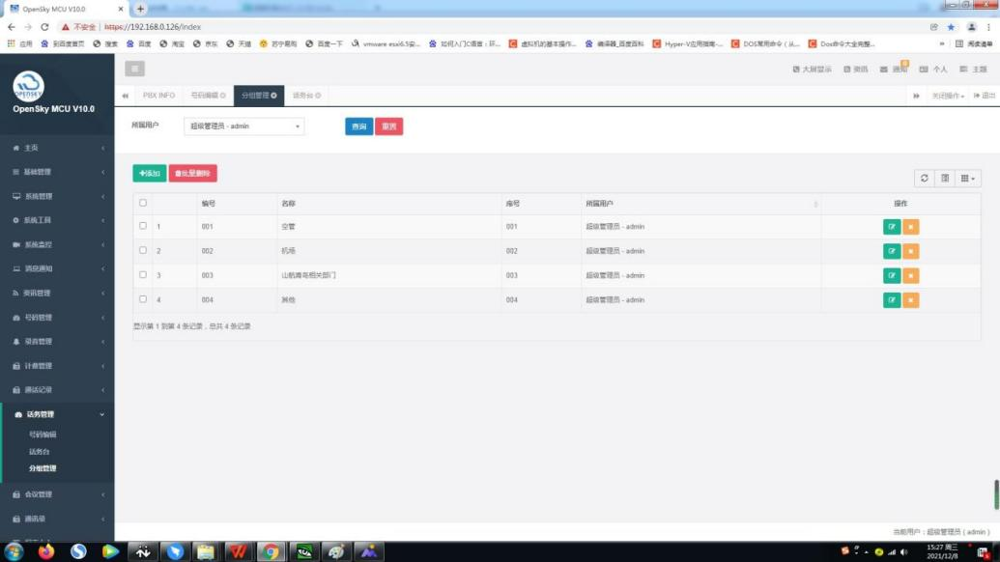 OpenSky MCU V10.0
不安全 https://192.168.0.126/index
应用 到百度首页 搜索 百度 淘宝 京东 天猫 苏宁易购 百度一下 vmware esxi6.5安... 如何入门C语言：环... 虚拟机的基本操作... 编译器_百度百科 Hyper-V应用指南-... DOS常用命令（从... Dos命令大全完整... » 阅读清单
OPENSKY
OpenSky MCU V10.0
大屏显示 资讯 通知 个人 主题
PBX INFO 号码编辑 分组管理 话务台 关闭操作 退出
所属用户 超级管理员 - admin 查询 重置
添加 批量删除
编号 名称 座号 所属用户 操作
1 001 空管 001 超级管理员 - admin
2 002 机场 002 超级管理员 - admin
3 003 山航青岛相关部门 003 超级管理员 - admin
4 004 其他 004 超级管理员 - admin
显示第 1 到第 4 条记录，总共 4 条记录
主页
基础管理
系统管理
系统工具
系统监控
消息通知
资讯管理
号码管理
录音管理
计费管理
通话记录
话务管理
号码编辑
话务台
分组管理
会议管理
通讯录
当前用户：超级管理员（admin）
15:27 周三
2021/12/8